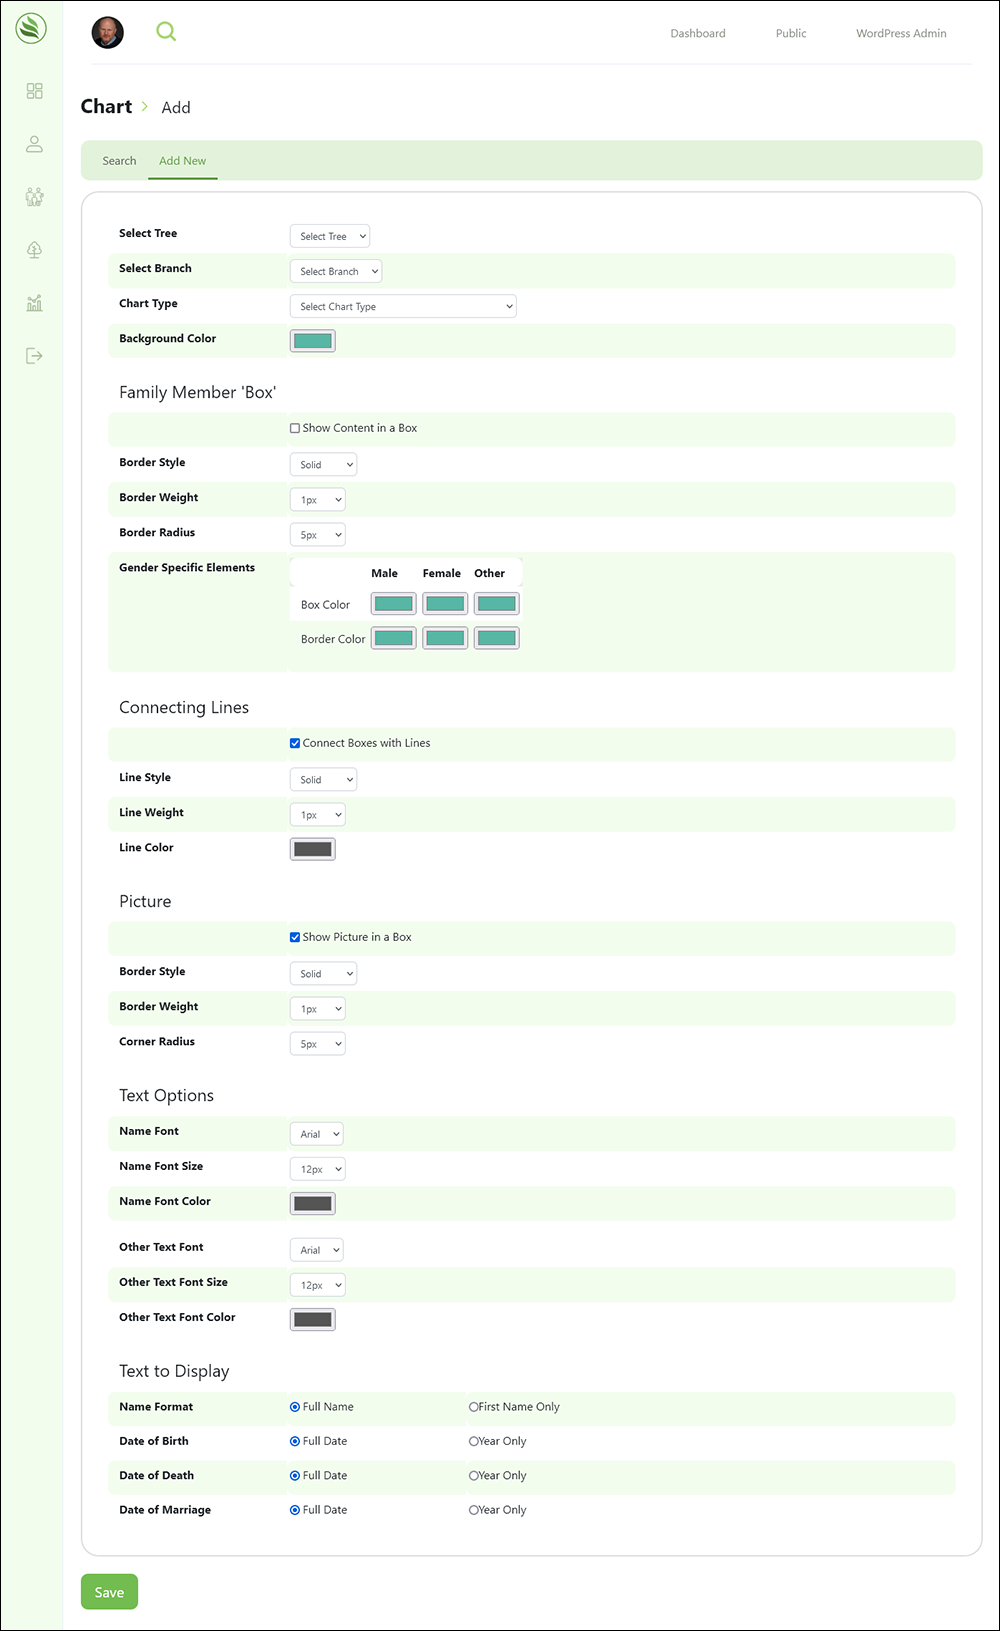 Dashboard Public WordPress Admin
Chart Add
Search Add New
Select Tree Select Tree
Select Branch Select Branch
Chart Type Select Chart Type
Background Color
Family Member 'Box'
Show Content in a Box
Border Style Solid
Border Weight 1px
Border Radius 5px
Gender Specific Elements Male Female Other
Box Color
Border Color
Connecting Lines
Connect Boxes with Lines
Line Style Solid
Line Weight 1px
Line Color
Picture
Show Picture in a Box
Border Style Solid
Border Weight 1px
Corner Radius 5px
Text Options
Name Font Arial
Name Font Size 12px
Name Font Color
Other Text Font Arial
Other Text Font Size 12px
Other Text Font Color
Text to Display
Name Format Full Name First Name Only
Date of Birth Full Date Year Only
Date of Death Full Date Year Only
Date of Marriage Full Date Year Only
Save